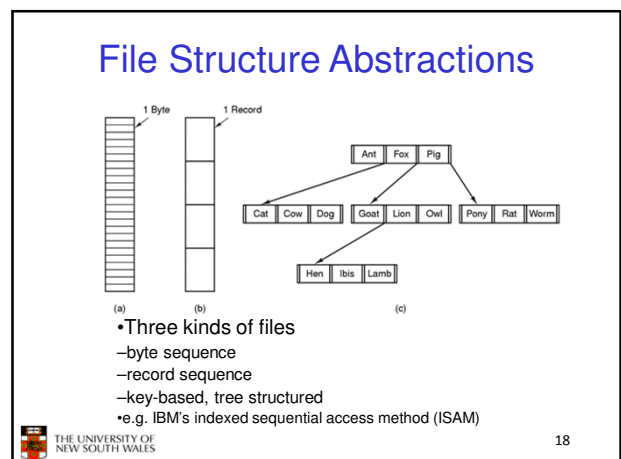 File Structure Abstractions
1 Byte
1 Record
Ant Fox Pig
Cat Cow Dog Goat Lion Owl Pony Rat Worm
Hen Ibis Lamb
(a) (b) (c)
•Three kinds of files
–byte sequence
–record sequence
–key-based, tree structured
•e.g. IBM's indexed sequential access method (ISAM)
THE UNIVERSITY OF
NEW SOUTH WALES
18